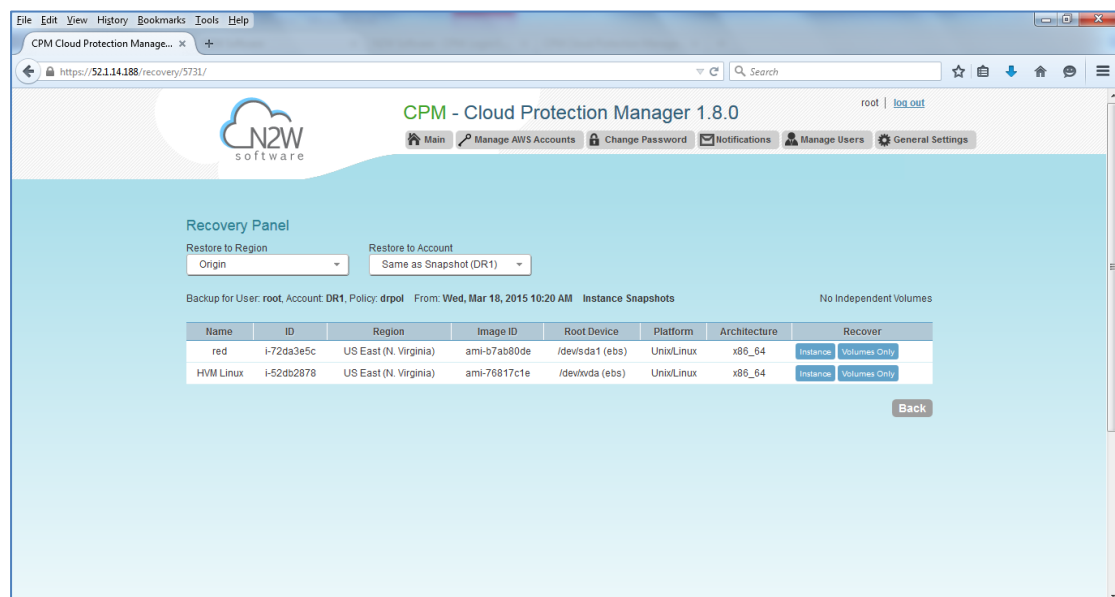 File Edit View History Bookmarks Tools Help
CPM Cloud Protection Manage... × +
https://52.1.14.188/recovery/5731/ Search
root | log out
CPM - Cloud Protection Manager 1.8.0
N2W
software
Main Manage AWS Accounts Change Password Notifications Manage Users General Settings
Recovery Panel
Restore to Region Restore to Account
Origin Same as Snapshot (DR1)
Backup for User: root, Account: DR1, Policy: drpol From: Wed, Mar 18, 2015 10:20 AM Instance Snapshots No Independent Volumes
Name ID Region Image ID Root Device Platform Architecture Recover
red i-72da3e5c US East (N. Virginia) ami-b7ab80de /dev/sda1 (ebs) Unix/Linux x86_64 Instance Volumes Only
HVM Linux i-52db2878 US East (N. Virginia) ami-76817c1e /dev/xvda (ebs) Unix/Linux x86_64 Instance Volumes Only
Back